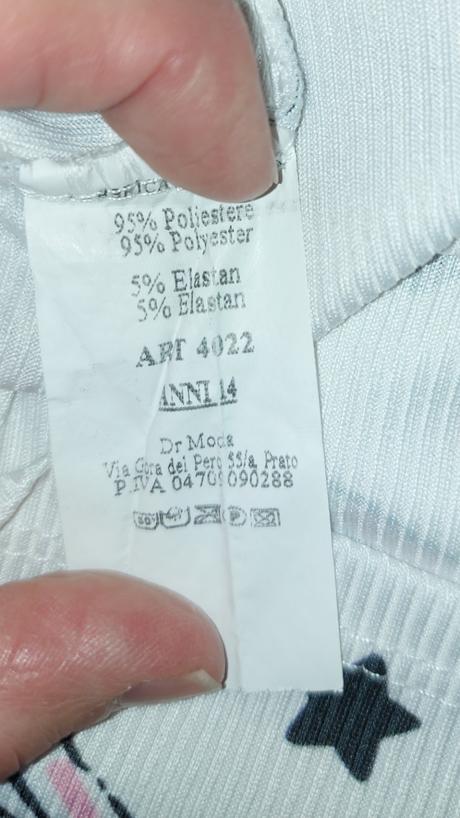 95% Poliestere
95% Polyester
5% Elastan
5% Elastan
ART 4022
ANNI 14
Dr Moda
Via Gora del Pero 55/a Prato
P.IVA